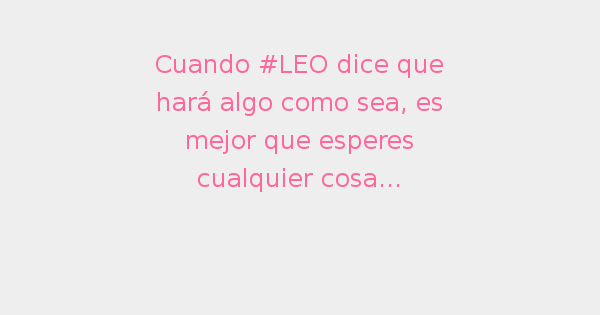 Cuando #LEO dice que
hará algo como sea, es
mejor que esperes
cualquier cosa...